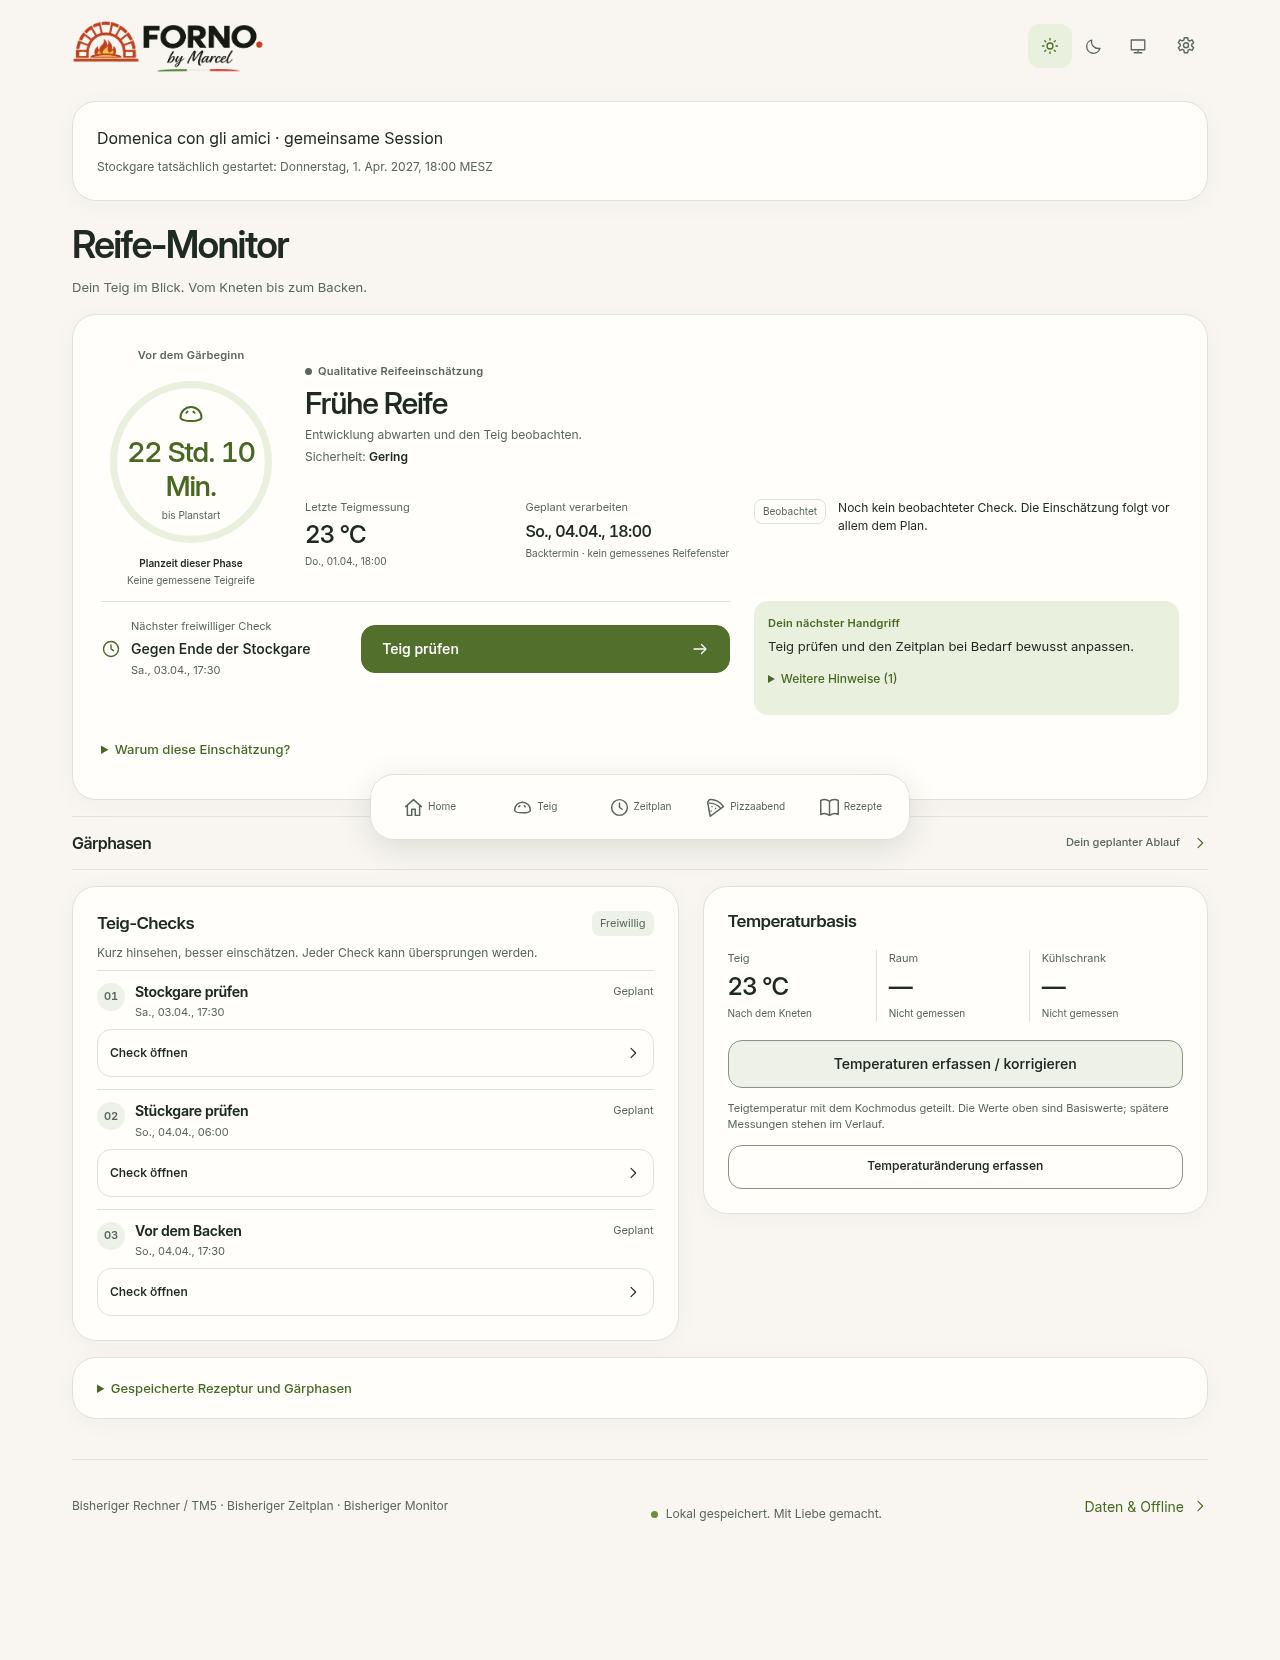 FORNO.
by Marcel
Domenica con gli amici · gemeinsame Session
Stockgare tatsächlich gestartet: Donnerstag, 1. Apr. 2027, 18:00 MESZ
Reife-Monitor
Dein Teig im Blick. Vom Kneten bis zum Backen.
Vor dem Gärbeginn
22 Std. 10
Min.
bis Planstart
Planzeit dieser Phase
Keine gemessene Teigreife
Qualitative Reifeeinschätzung
Frühe Reife
Entwicklung abwarten und den Teig beobachten.
Sicherheit: Gering
Letzte Teigmessung
23 °C
Do., 01.04., 18:00
Geplant verarbeiten
So., 04.04., 18:00
Backtermin · kein gemessenes Reifefenster
Beobachtet
Noch kein beobachteter Check. Die Einschätzung folgt vor
allem dem Plan.
Nächster freiwilliger Check
Gegen Ende der Stockgare
Sa., 03.04., 17:30
Teig prüfen
Dein nächster Handgriff
Teig prüfen und den Zeitplan bei Bedarf bewusst anpassen.
Weitere Hinweise (1)
Warum diese Einschätzung?
Home
Teig
Zeitplan
Pizzaabend
Rezepte
Gärphasen
Dein geplanter Ablauf
Teig-Checks
Freiwillig
Kurz hinsehen, besser einschätzen. Jeder Check kann übersprungen werden.
01
Stockgare prüfen
Geplant
Sa., 03.04., 17:30
Check öffnen
02
Stückgare prüfen
Geplant
So., 04.04., 06:00
Check öffnen
03
Vor dem Backen
Geplant
So., 04.04., 17:30
Check öffnen
Temperaturbasis
Teig
23 °C
Nach dem Kneten
Raum
—
Nicht gemessen
Kühlschrank
—
Nicht gemessen
Temperaturen erfassen / korrigieren
Teigtemperatur mit dem Kochmodus geteilt. Die Werte oben sind Basiswerte; spätere
Messungen stehen im Verlauf.
Temperaturänderung erfassen
Gespeicherte Rezeptur und Gärphasen
Bisheriger Rechner / TM5 · Bisheriger Zeitplan · Bisheriger Monitor
Lokal gespeichert. Mit Liebe gemacht.
Daten & Offline